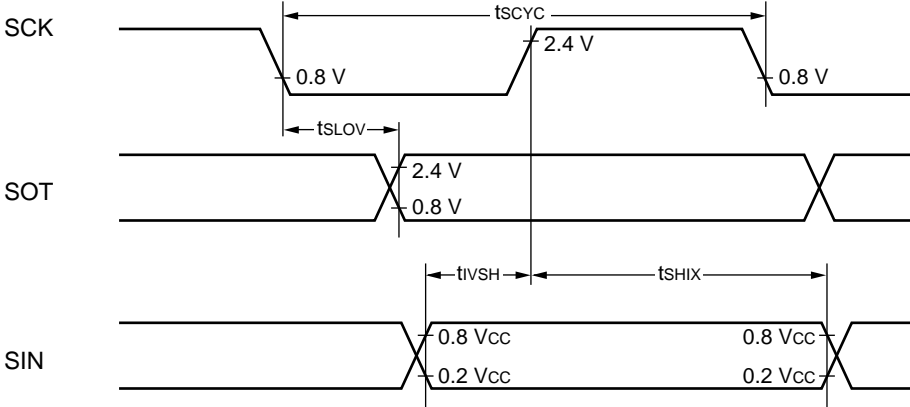 tSCYC
SCK
2.4 V
0.8 V
0.8 V
tSLOV
SOT
2.4 V
0.8 V
tIVSH
tSHIX
SIN
0.8 VCC
0.8 VCC
0.2 VCC
0.2 VCC